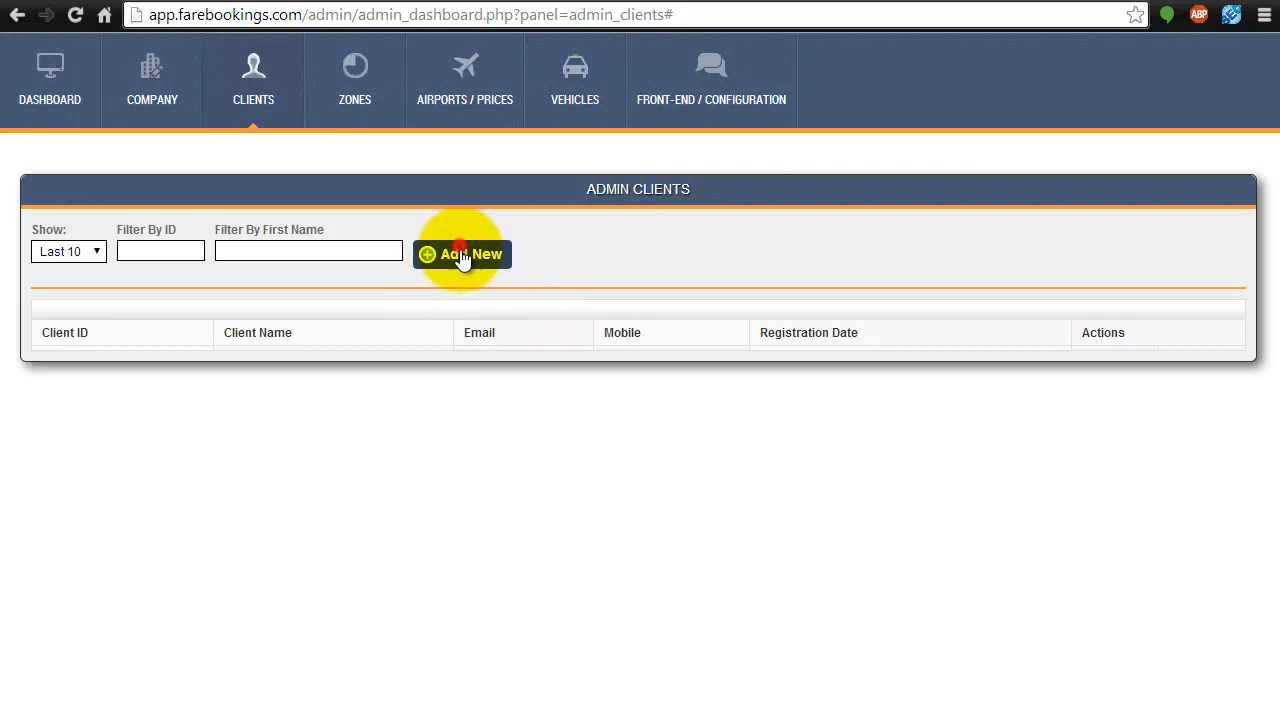 app.farebookings.com/admin/admin_dashboard.php?panel=admin_clients#
ABP
DASHBOARD COMPANY CLIENTS ZONES AIRPORTS / PRICES VEHICLES FRONT-END / CONFIGURATION
ADMIN CLIENTS
Show: Filter By ID Filter By First Name
Last 10
Add New
Client ID Client Name Email Mobile Registration Date Actions